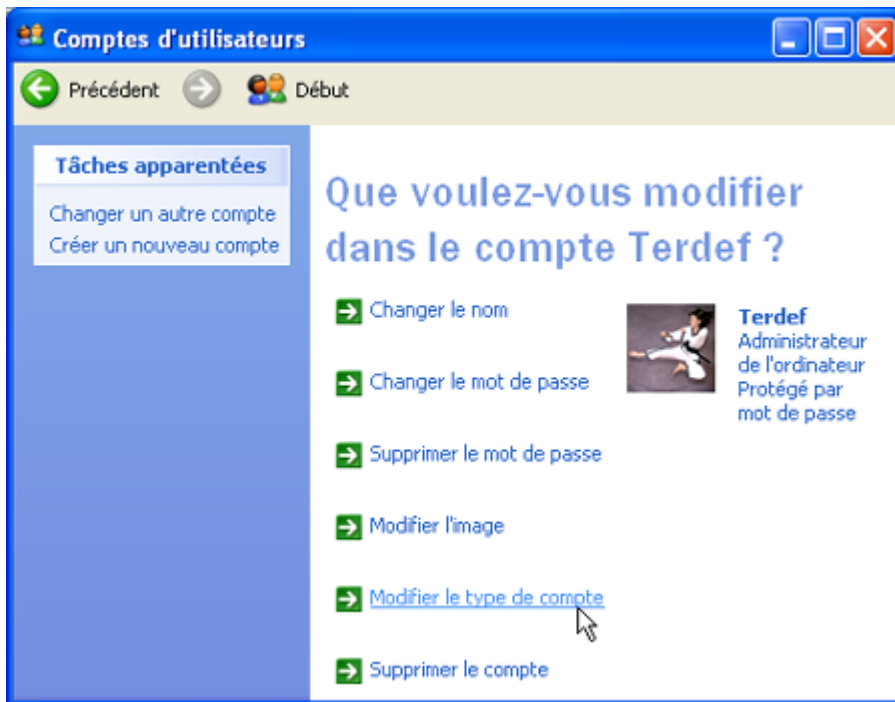 Comptes d'utilisateurs
Précédent
Début
Tâches apparentées
Changer un autre compte
Créer un nouveau compte
Que voulez-vous modifier
dans le compte Terdef ?
Changer le nom
Changer le mot de passe
Supprimer le mot de passe
Modifier l'image
Modifier le type de compte
Supprimer le compte
Terdef
Administrateur
de l'ordinateur
Protégé par
mot de passe